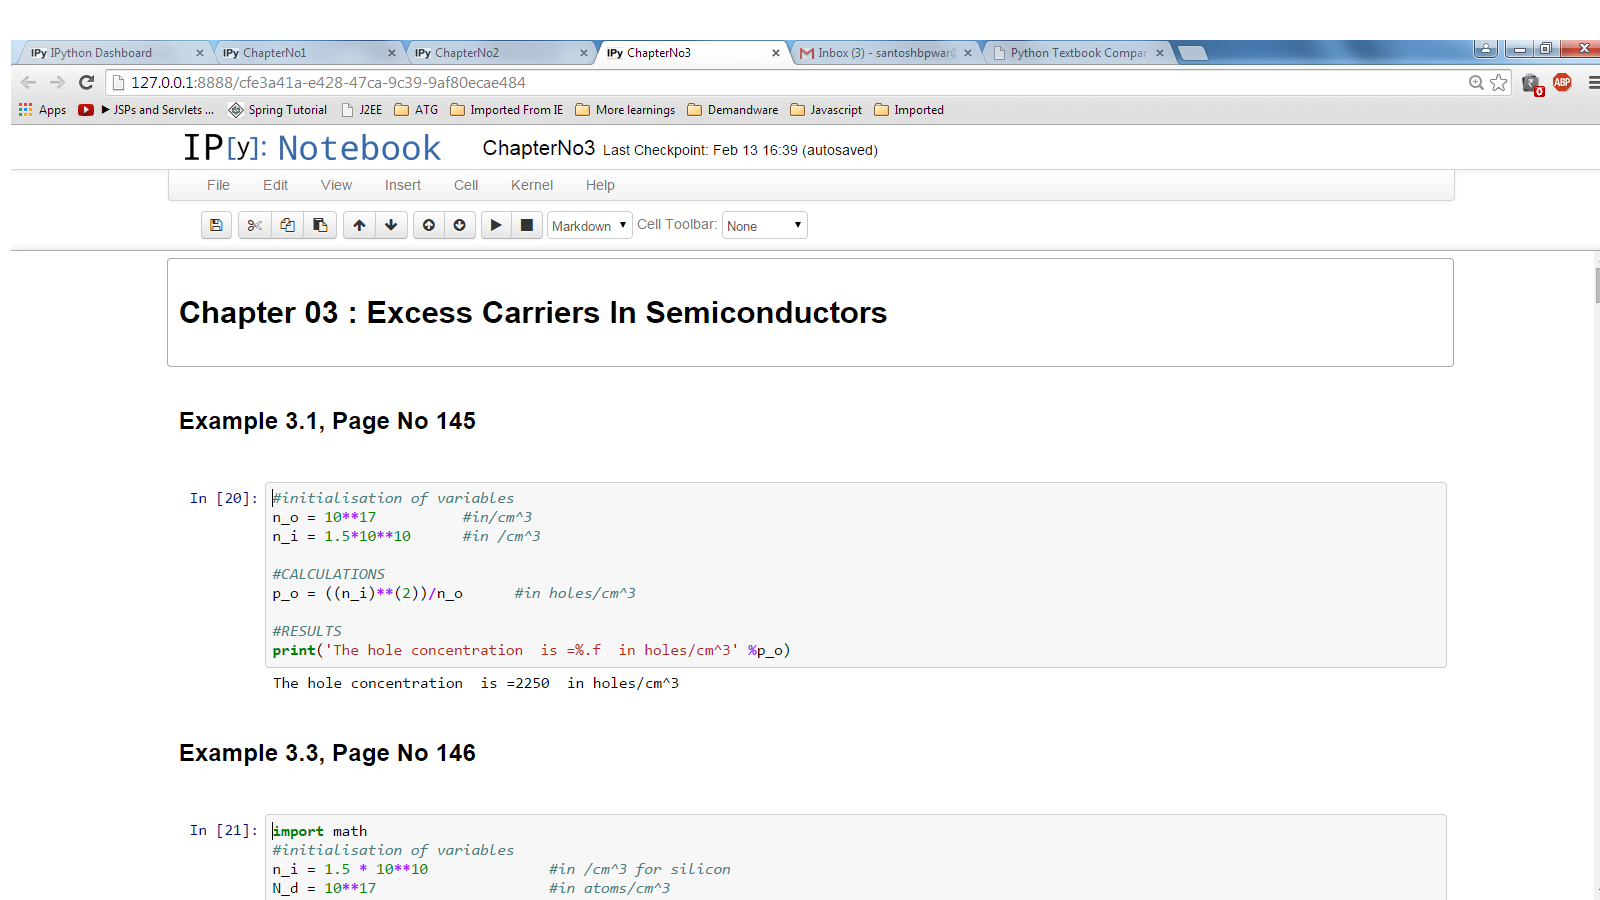 IPy IPython Dashboard × IPy ChapterNo1 × IPy ChapterNo2 × IPy ChapterNo3 × Inbox (3) - santoshbpwar@ × Python Textbook Compar ×
127.0.0.1:8888/cfe3a41a-e428-47ca-9c39-9af80ecae484 0 ABP
Apps ▶ JSPs and Servlets ... Spring Tutorial J2EE ATG Imported From IE More learnings Demandware Javascript Imported
IP[y]: Notebook ChapterNo3 Last Checkpoint: Feb 13 16:39 (autosaved)
File Edit View Insert Cell Kernel Help
Markdown Cell Toolbar: None
Chapter 03 : Excess Carriers In Semiconductors
Example 3.1, Page No 145
In [20]: #initialisation of variables
n_o = 10**17 #in/cm^3
n_i = 1.5*10**10 #in /cm^3
#CALCULATIONS
p_o = ((n_i)**(2))/n_o #in holes/cm^3
#RESULTS
print('The hole concentration  is =%.f  in holes/cm^3' %p_o)
The hole concentration  is =2250  in holes/cm^3
Example 3.3, Page No 146
In [21]: import math
#initialisation of variables
n_i = 1.5 * 10**10 #in /cm^3 for silicon
N_d = 10**17 #in atoms/cm^3